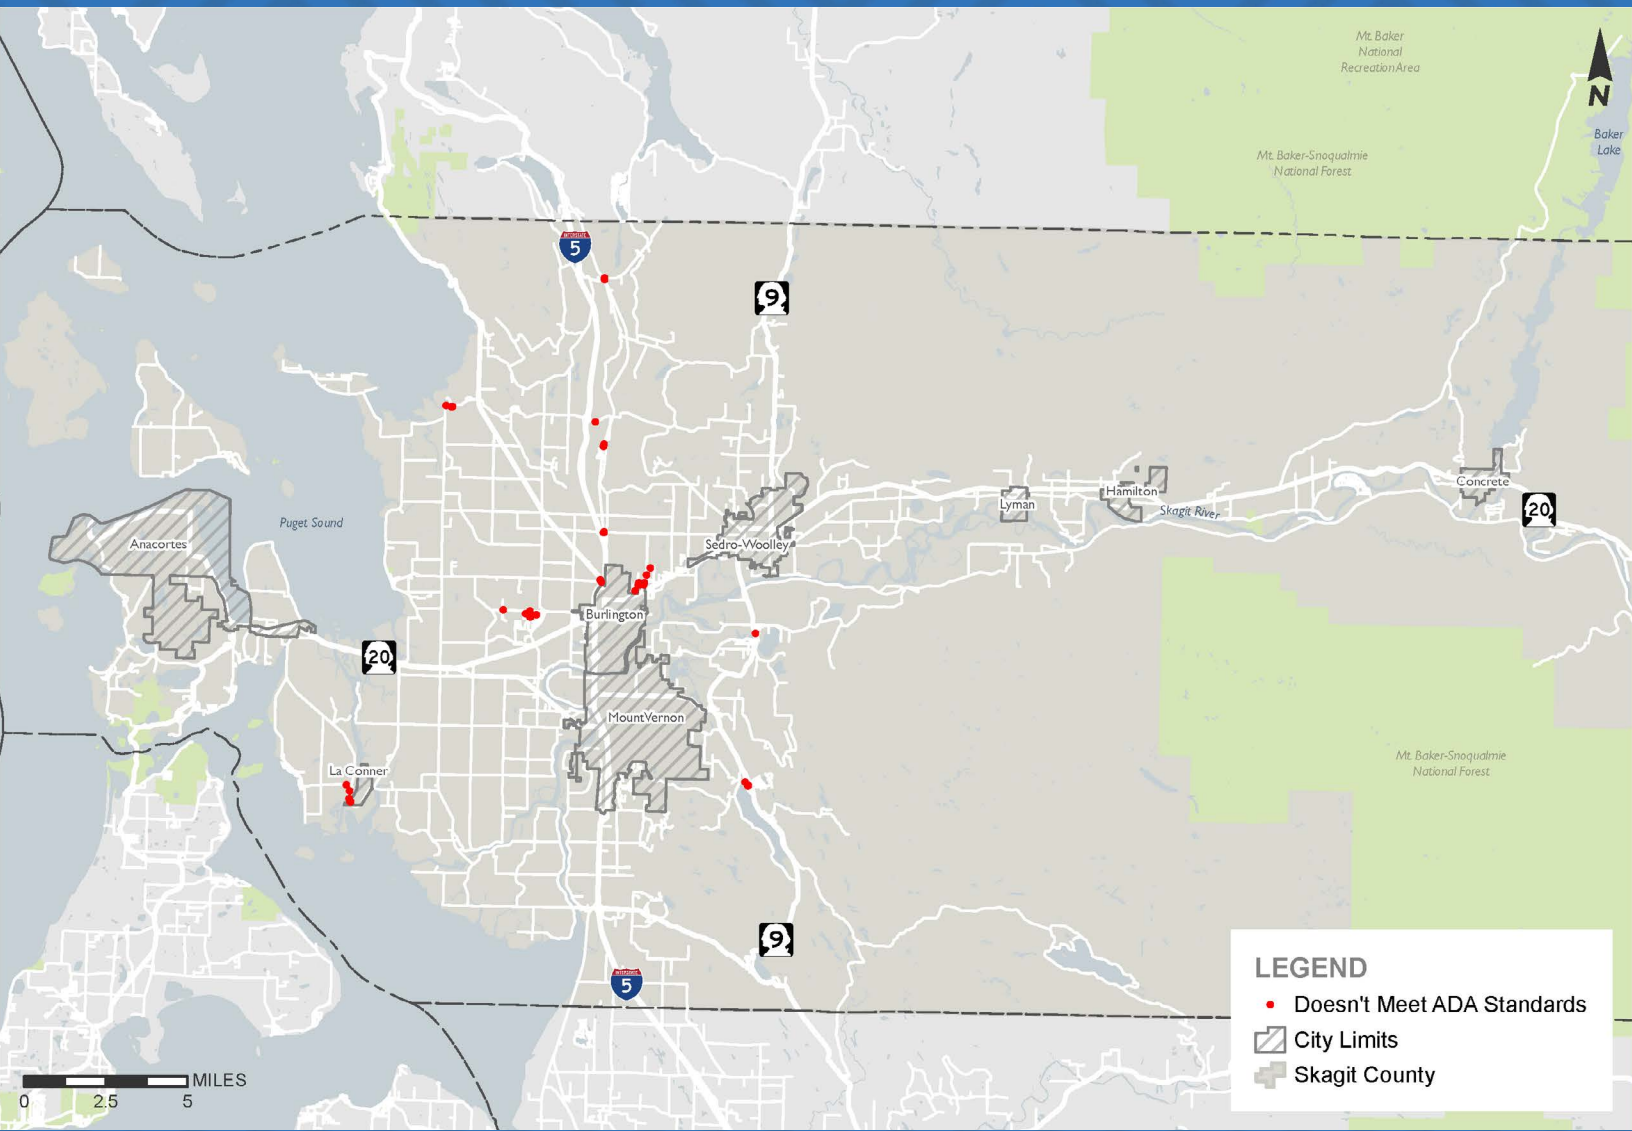 Mt. Baker
National
Recreation Area
N
Baker
Lake
Mt. Baker-Snoqualmie
National Forest
INTERSTATE
5
9
Concrete
Hamilton
Lyman
Skagit River
20
Puget Sound
Anacortes
Sedro-Woolley
Burlington
20
Mount Vernon
Mt. Baker-Snoqualmie
National Forest
La Conner
9
INTERSTATE
5
LEGEND
Doesn't Meet ADA Standards
City Limits
Skagit County
MILES
0 2.5 5